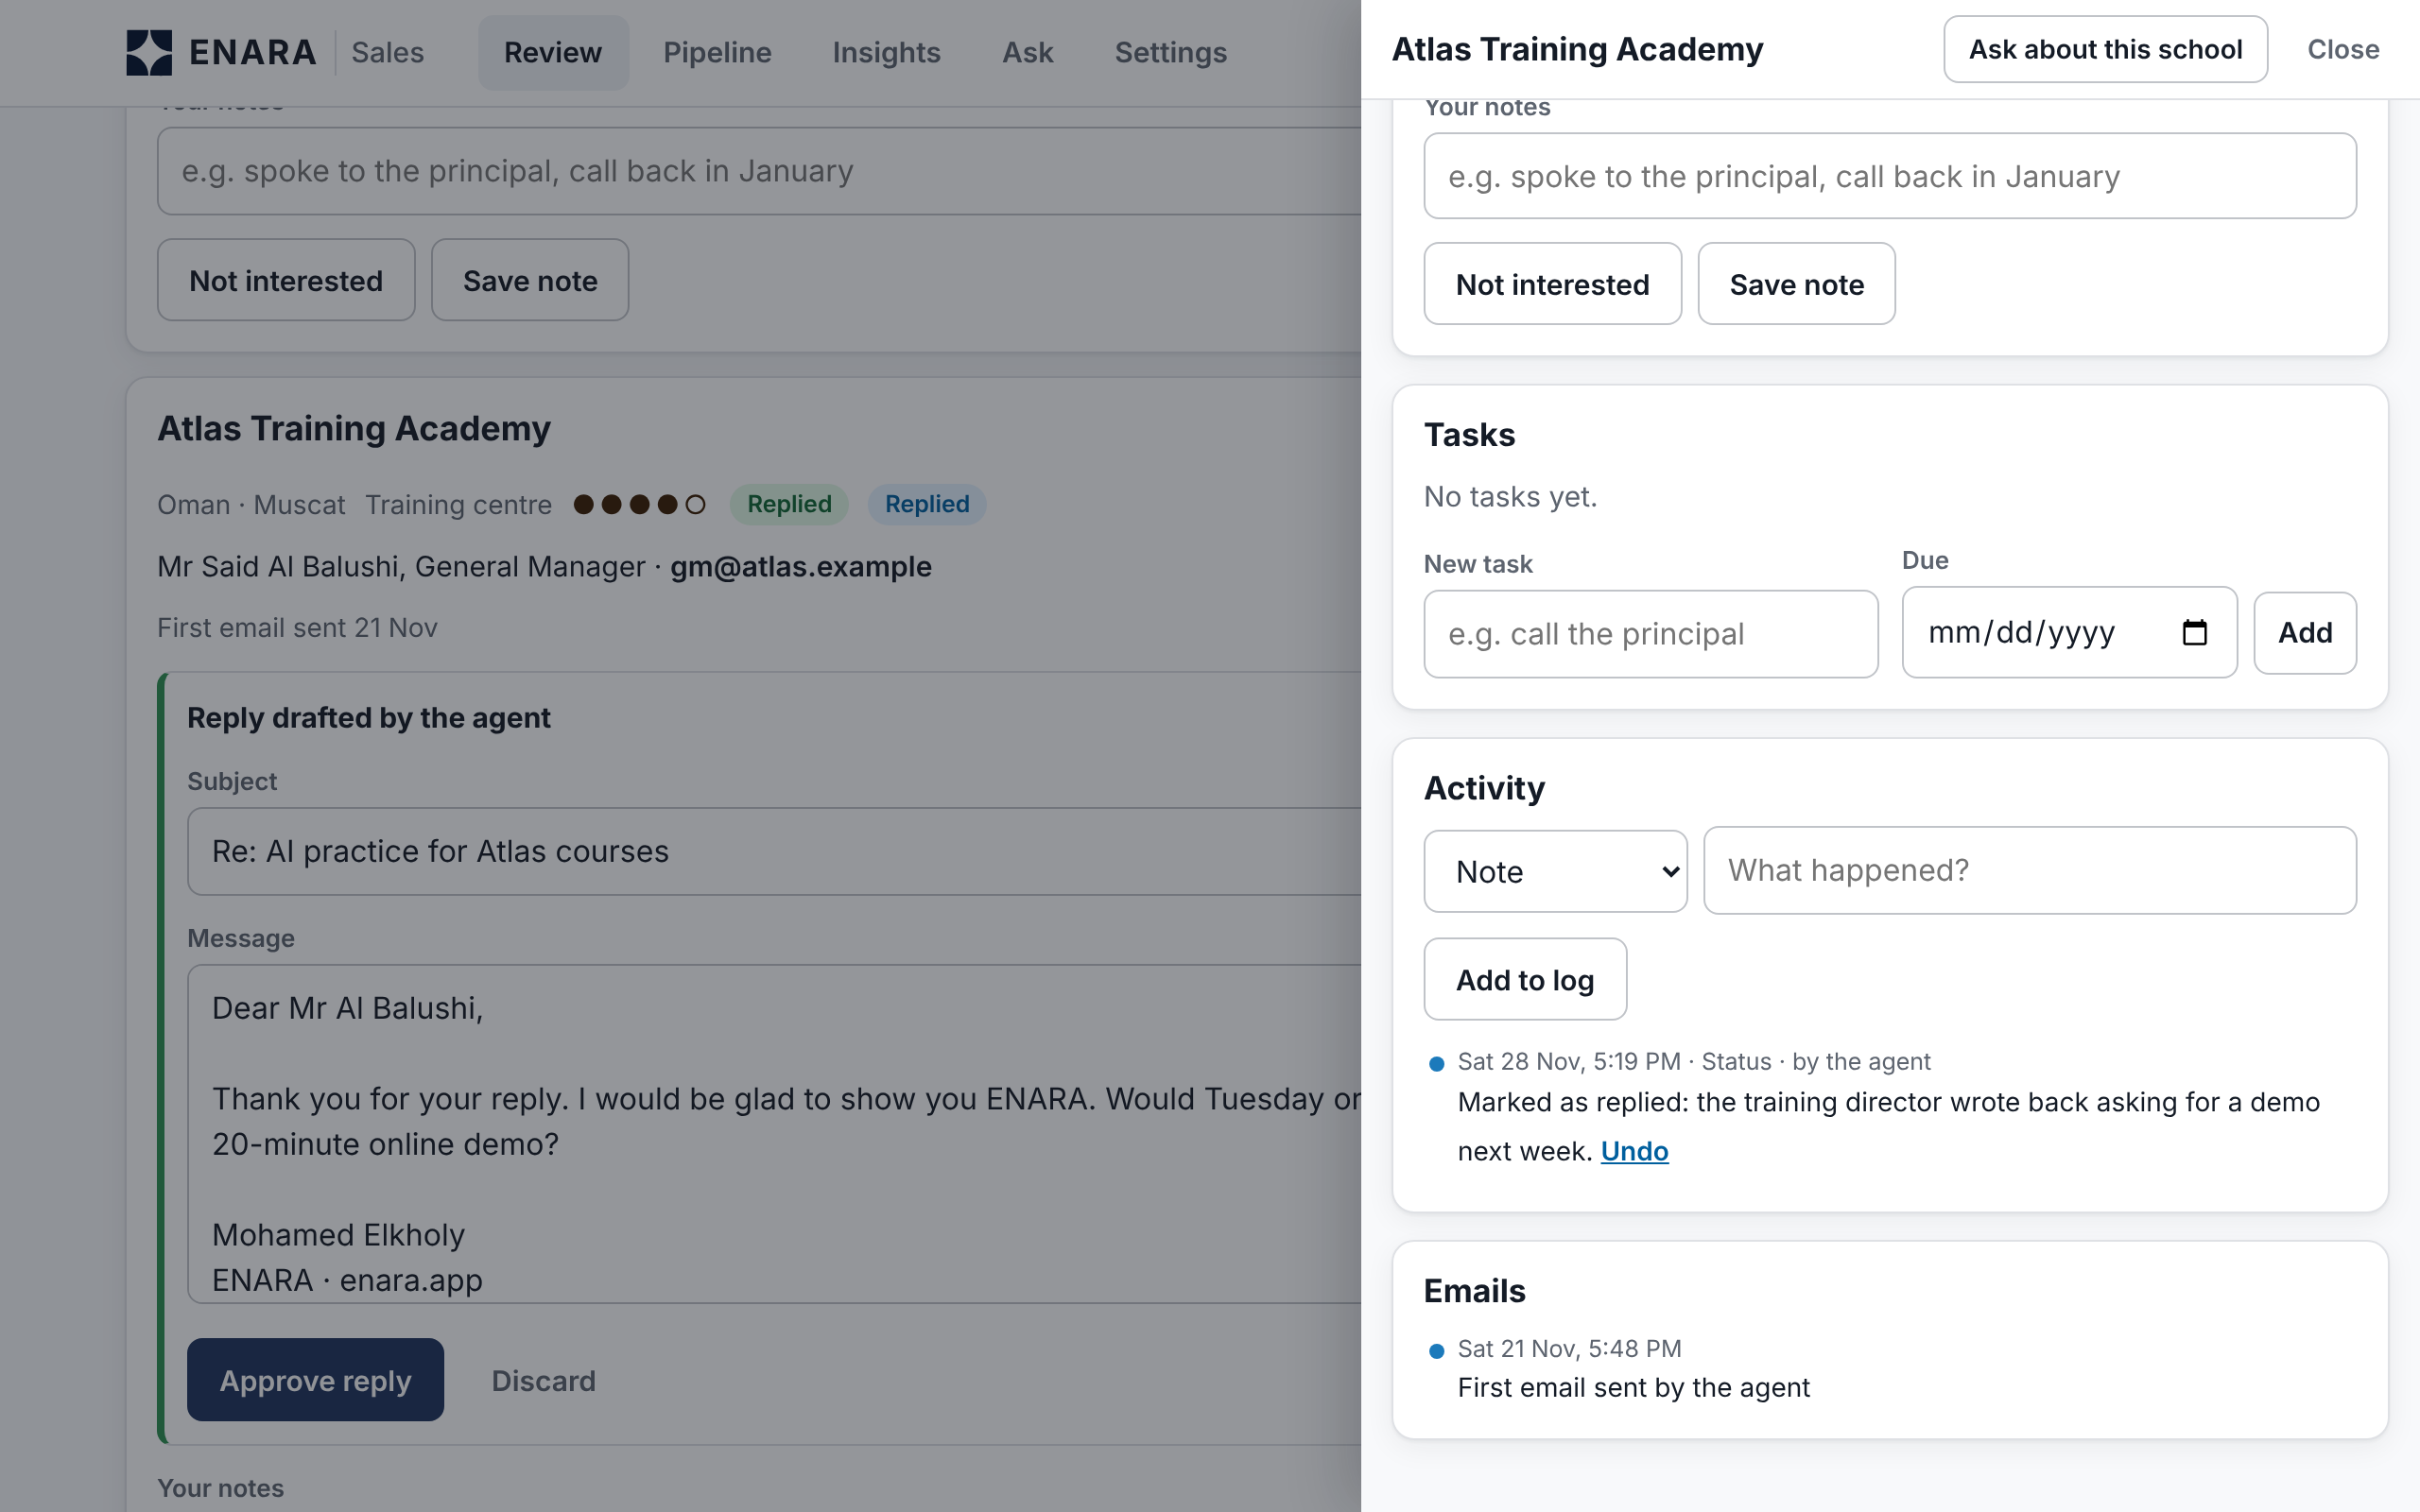 ENARA Sales Review Pipeline Insights Ask Settings
Your notes
e.g. spoke to the principal, call back in January
Not interested Save note
Atlas Training Academy
Oman · Muscat Training centre Replied Replied
Mr Said Al Balushi, General Manager · gm@atlas.example
First email sent 21 Nov
Reply drafted by the agent
Subject
Re: AI practice for Atlas courses
Message
Dear Mr Al Balushi,
Thank you for your reply. I would be glad to show you ENARA. Would Tuesday or
20-minute online demo?
Mohamed Elkholy
ENARA · enara.app
Approve reply Discard
Your notes
Atlas Training Academy Ask about this school Close
Your notes
e.g. spoke to the principal, call back in January
Not interested Save note
Tasks
No tasks yet.
New task Due
e.g. call the principal mm/dd/yyyy Add
Activity
Note What happened?
Add to log
Sat 28 Nov, 5:19 PM · Status · by the agent
Marked as replied: the training director wrote back asking for a demo
next week. Undo
Emails
Sat 21 Nov, 5:48 PM
First email sent by the agent